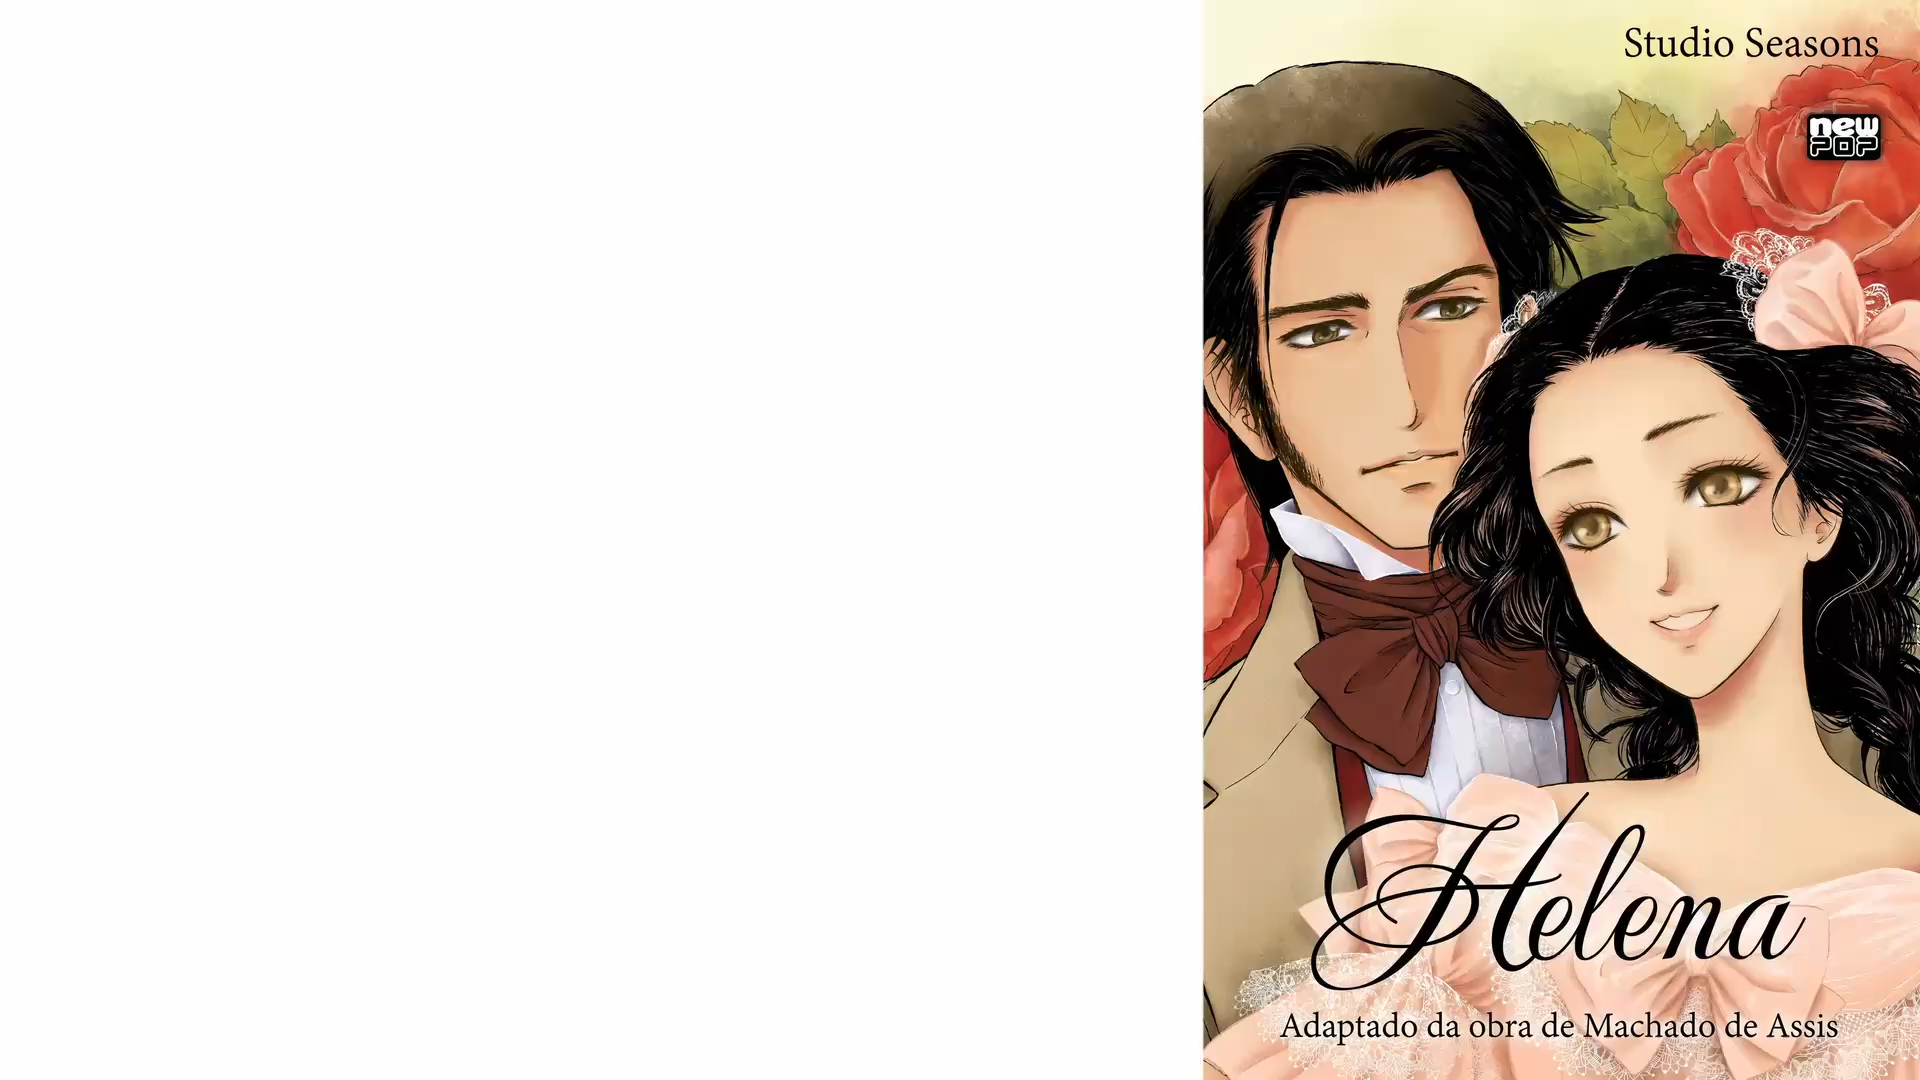 Studio Seasons
new
POP
Helena
Adaptado da obra de Machado de Assis